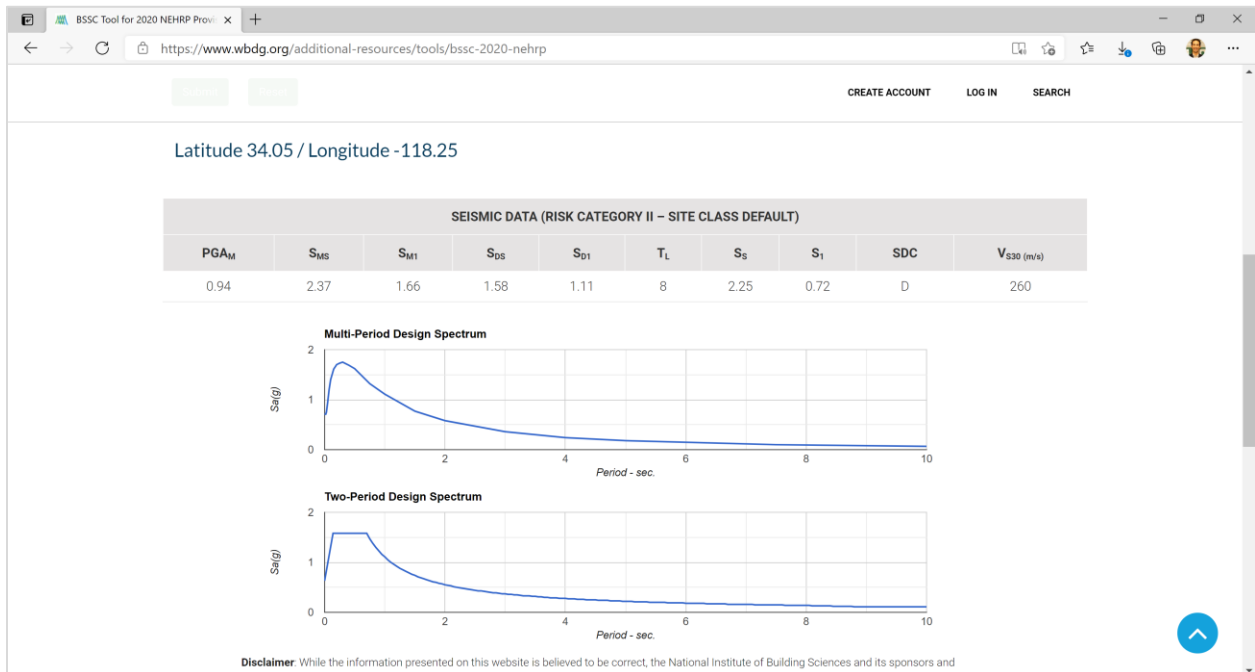 BSSC Tool for 2020 NEHRP Provi
https://www.wbdg.org/additional-resources/tools/bssc-2020-nehrp
CREATE ACCOUNT LOG IN SEARCH
Latitude 34.05 / Longitude -118.25
SEISMIC DATA (RISK CATEGORY II – SITE CLASS DEFAULT)
PGAM SMS SM1 SDS SD1 TL SS S1 SDC VS30 (m/s)
0.94 2.37 1.66 1.58 1.11 8 2.25 0.72 D 260
Multi-Period Design Spectrum
2
1
0
Sa(g)
0 2 4 6 8 10
Period - sec.
Two-Period Design Spectrum
2
1
0
Sa(g)
0 2 4 6 8 10
Period - sec.
Disclaimer: While the information presented on this website is believed to be correct, the National Institute of Building Sciences and its sponsors and